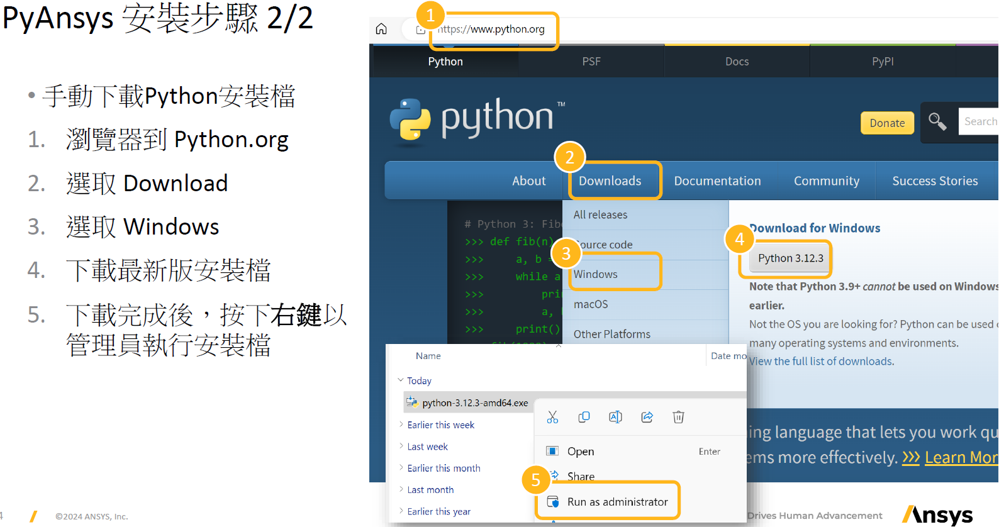 PyAnsys 安裝步驟 2/2
• 手動下載Python安裝檔
1. 瀏覽器到 Python.org
2. 選取 Download
3. 選取 Windows
4. 下載最新版安裝檔
5. 下載完成後，按下右鍵以
管理員執行安裝檔
1
https://www.python.org
Python PSF Docs PyPI
python™
Donate
Search
2
About Downloads Documentation Community Success Stories
All releases
Source code
3
Windows
macOS
Other Platforms
# Python 3: Fib
>>> def fib(n)
>>> a, b =
>>> while a
>>> pri
>>> a,
>>> print()
Download for Windows
4
Python 3.12.3
Note that Python 3.9+ cannot be used on Windows
earlier.
Not the OS you are looking for? Python can be used
many operating systems and environments.
View the full list of downloads.
Name Date mo
Today
python-3.12.3-amd64.exe
Earlier this week
Last week
Earlier this month
Last month
Earlier this year
Open Enter
Share
5
Run as administrator
ing language that lets you work qu
ems more effectively. >>> Learn Mor
4
©2024 ANSYS, Inc.
Drives Human Advancement
Ansys